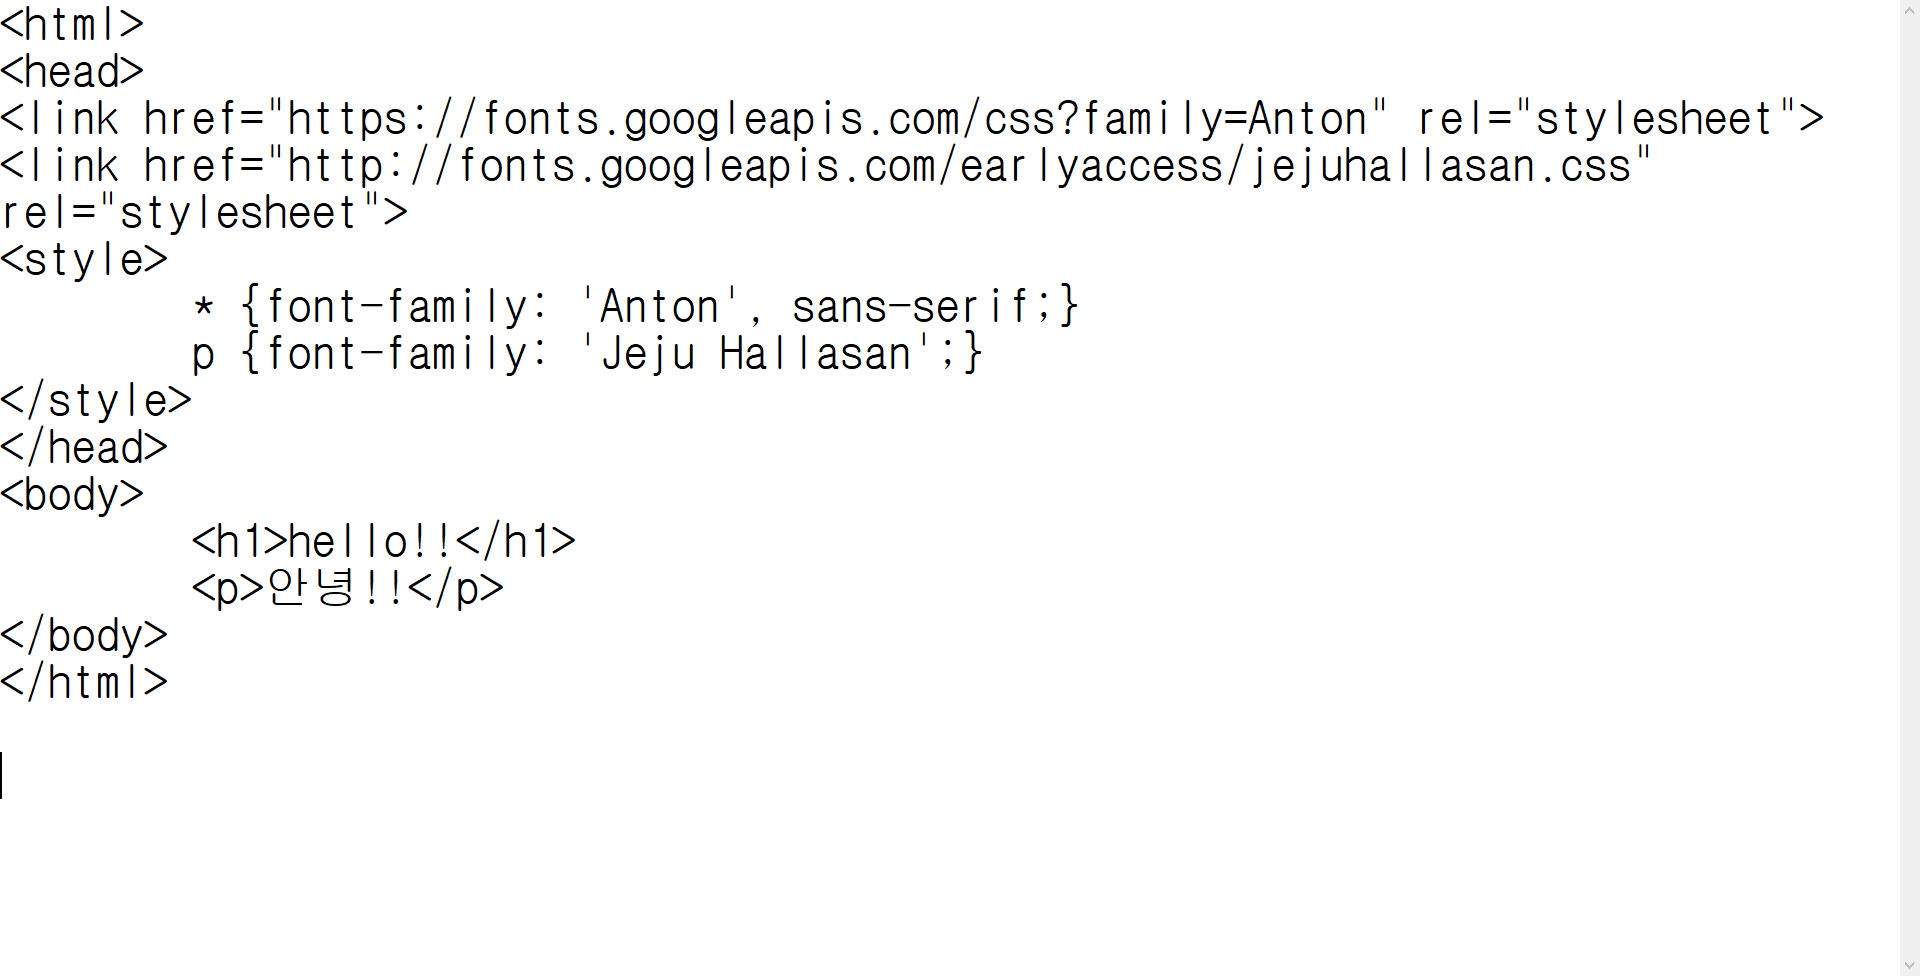 <html>
<head>
<link href="https://fonts.googleapis.com/css?family=Anton" rel="stylesheet">
<link href="http://fonts.googleapis.com/earlyaccess/jejuhallasan.css"
rel="stylesheet">
<style>
        * {font-family: 'Anton', sans-serif;}
        p {font-family: 'Jeju Hallasan';}
</style>
</head>
<body>
        <h1>hello!!</h1>
        <p>안녕!!</p>
</body>
</html>